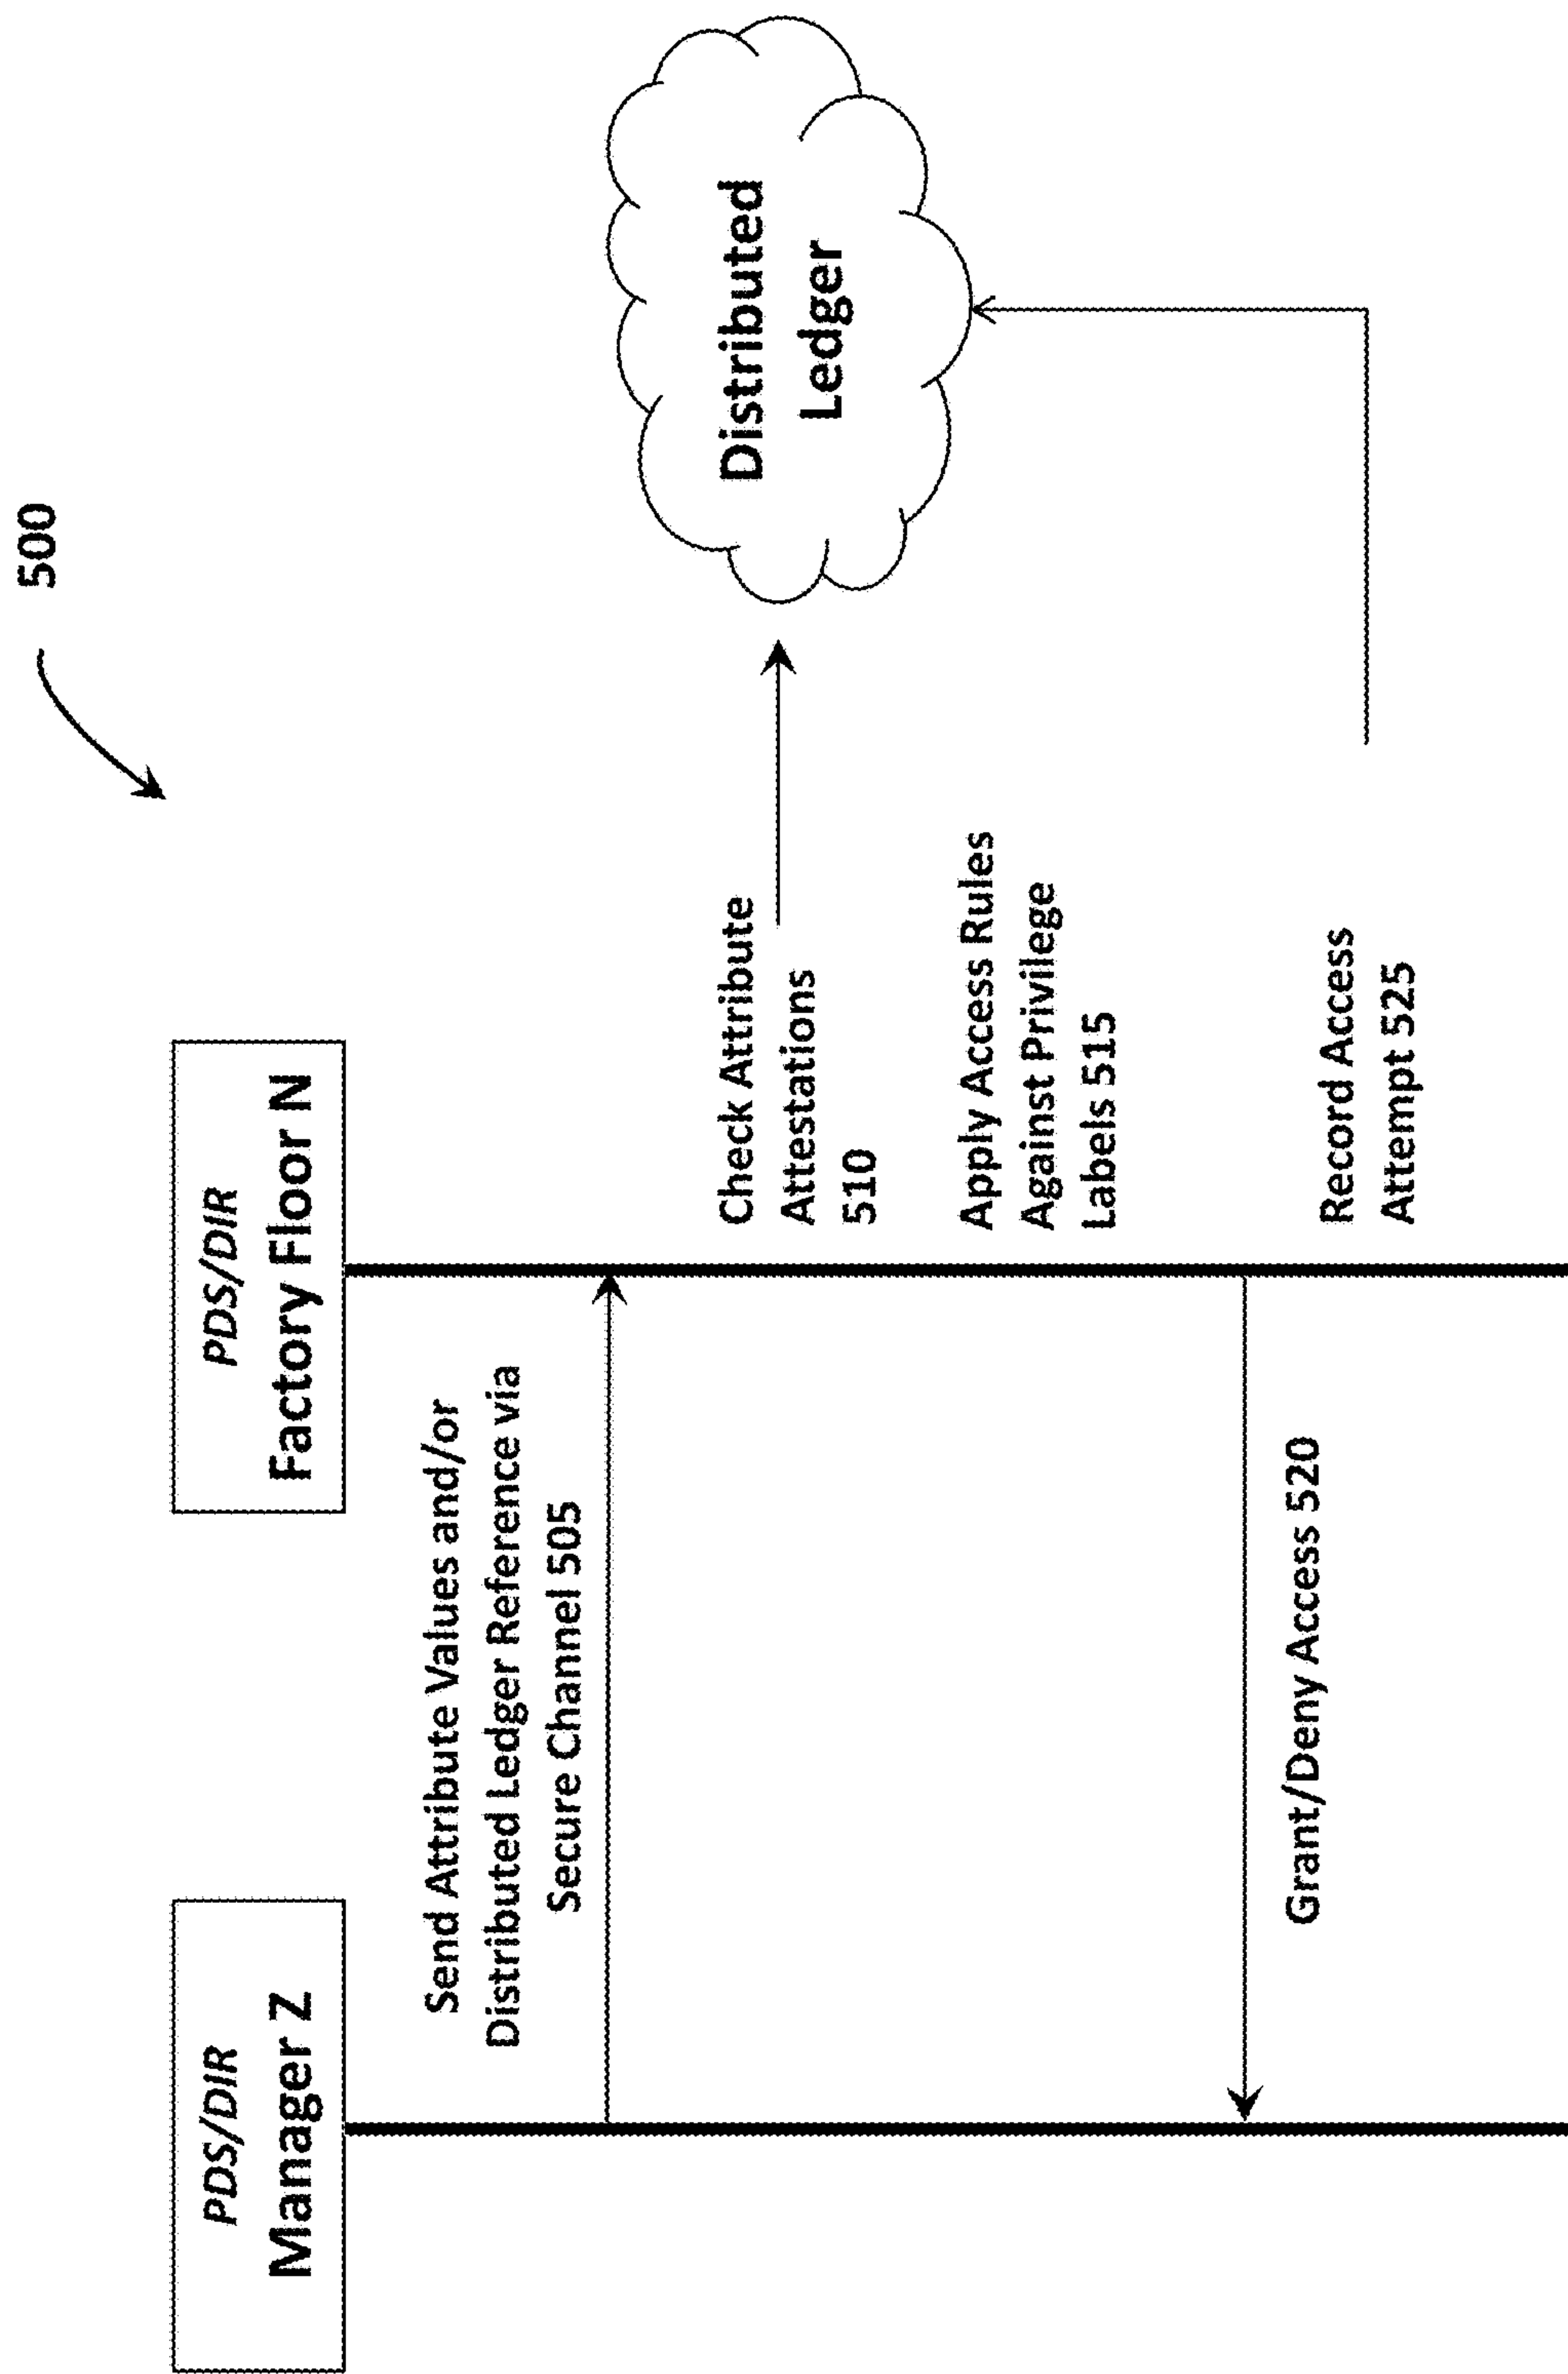 500
PDS/DIR
Manager Z
PDS/DIR
Factory Floor N
Send Attribute Values and/or
Distributed Ledger Reference via
Secure Channel 505
Check Attribute
Attestations
510
Distributed
Ledger
Apply Access Rules
Against Privilege
Labels 515
Grant/Deny Access 520
Record Access
Attempt 525